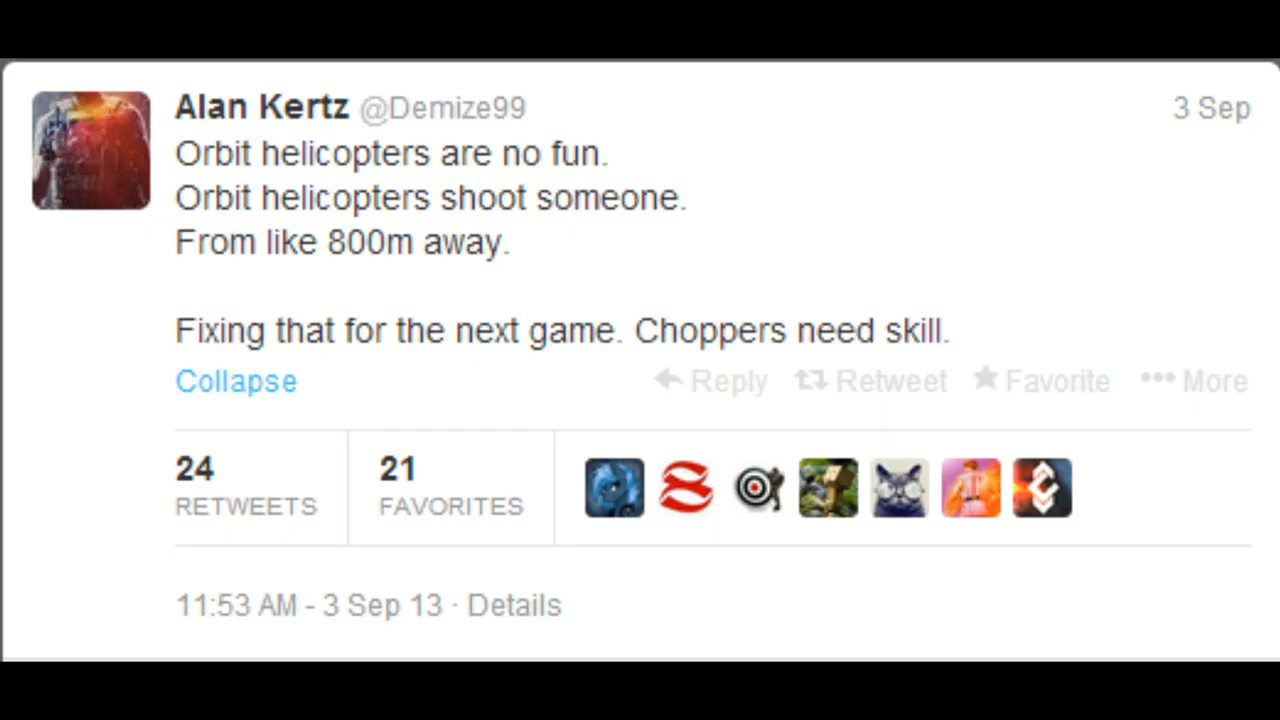 Alan Kertz @Demize99 3 Sep
Orbit helicopters are no fun.
Orbit helicopters shoot someone.
From like 800m away.
Fixing that for the next game. Choppers need skill.
Collapse Reply Retweet Favorite More
24 21
RETWEETS FAVORITES
11:53 AM - 3 Sep 13 · Details